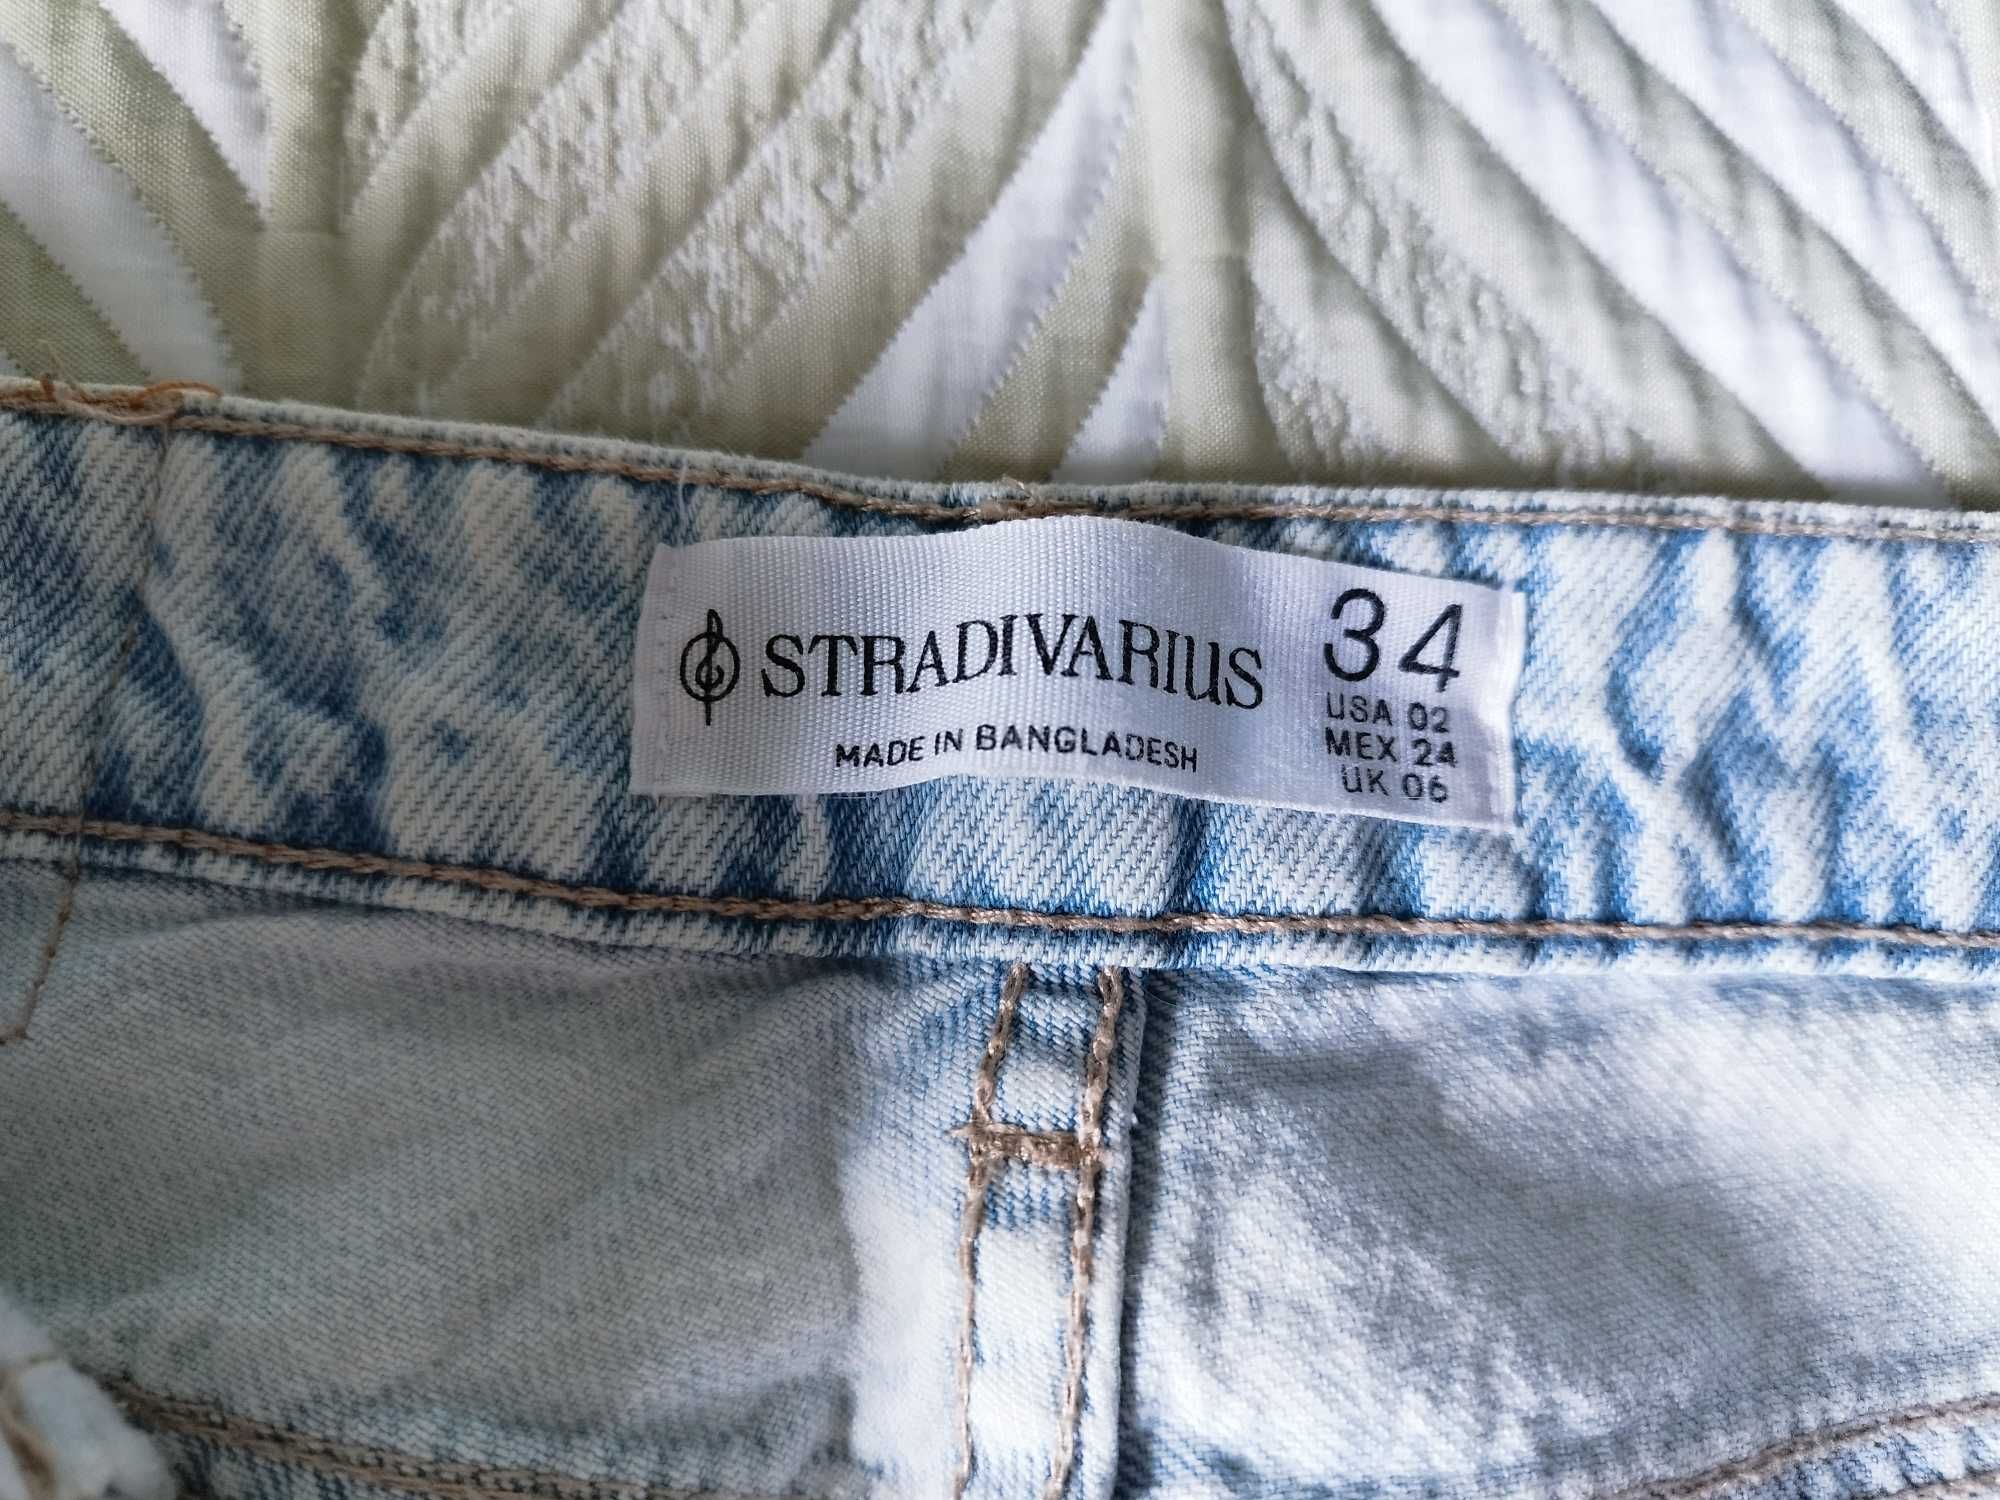 STRADIVARIUS
MADE IN BANGLADESH
34
USA 02
MEX 24
UK 06